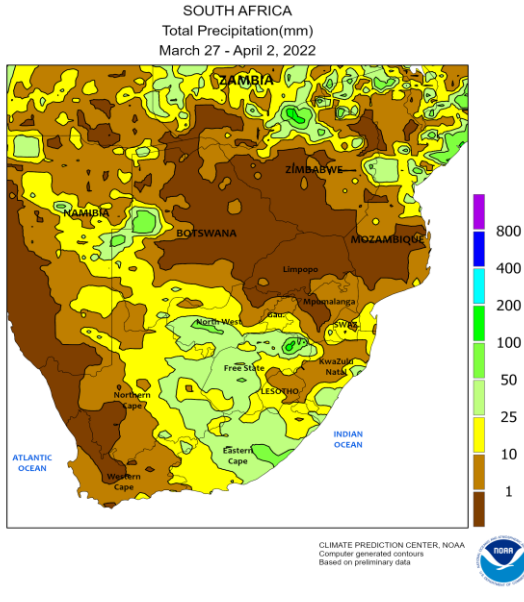 SOUTH AFRICA
Total Precipitation(mm)
March 27 - April 2, 2022
ZAMBIA
ZIMBABWE
NAMIBIA
BOTSWANA
MOZAMBIQUE
Limpopo
Mpumalanga
Gau.
North West
SWAZ.
KwaZulu
Natal
Free State
LESOTHO
Northern
Cape
Eastern
Cape
Western
Cape
ATLANTIC
OCEAN
INDIAN
OCEAN
800
400
200
100
50
25
10
1
CLIMATE PREDICTION CENTER, NOAA
Computer generated contours
Based on preliminary data
NOAA